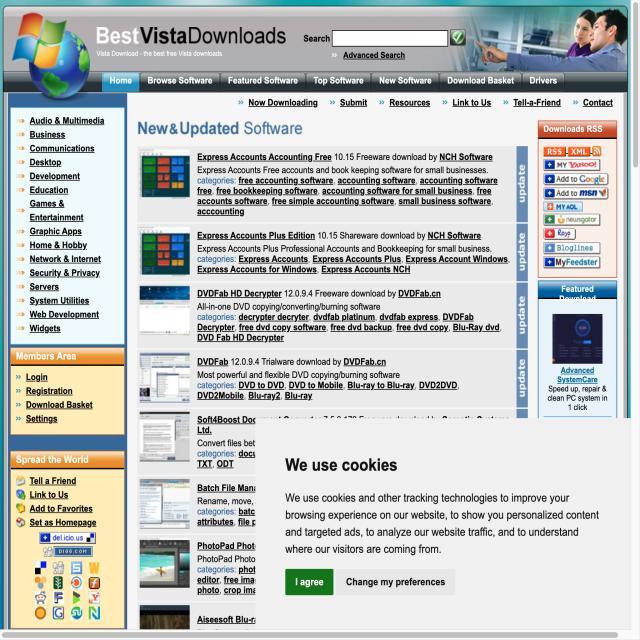 BestVistaDownloads
Vista Download - the best free Vista downloads
Search
Advanced Search
Home Browse Software Featured Software Top Software New Software Download Basket Drivers
Now Downloading Submit Resources Link to Us Tell-a-Friend Contact
Audio & Multimedia
Business
Communications
Desktop
Development
Education
Games &
Entertainment
Graphic Apps
Home & Hobby
Network & Internet
Security & Privacy
Servers
System Utilities
Web Development
Widgets
Members Area
Login
Registration
Download Basket
Settings
Spread the World
Tell a Friend
Link to Us
Add to Favorites
Set as Homepage
del.icio.us
DIGG.COM
New&Updated Software
Express Accounts Accounting Free 10.15 Freeware download by NCH Software
Express Accounts Free accounts and book keeping software for small businesses.
categories: free accounting software, accounting software, accounting software
free, free bookkeeping software, accounting software for small business, free
accounts software, free simple accounting software, small business software,
acccounting
update
Express Accounts Plus Edition 10.15 Shareware download by NCH Software
Express Accounts Plus Professional Accounts and Bookkeeping for small business.
categories: Express Accounts, Express Accounts Plus, Express Account Windows,
Express Accounts for Windows, Express Accounts NCH
update
DVDFab HD Decrypter 12.0.9.4 Freeware download by DVDFab.cn
All-in-one DVD copying/converting/burning software
categories: decrypter decryter, dvdfab platinum, dvdfab express, DVDFab
Decryter, free dvd copy software, free dvd backup, free dvd copy, Blu-Ray dvd,
DVD Fab HD Decrypter
update
DVDFab 12.0.9.4 Trialware download by DVDFab.cn
Most powerful and flexible DVD copying/burning software
categories: DVD to DVD, DVD to Mobile, Blu-ray to Blu-ray, DVD2DVD,
DVD2Mobile, Blu-ray2, Blu-ray
update
Soft4Boost
Ltd.
Convert files bet
categories: docu
TXT, ODT
Batch File Mana
Rename, move,
categories: batc
attributes, file p
PhotoPad Phot
PhotoPad Photo
categories: phot
editor, free ima
photo, crop im
Aiseesoft Blu-r
Downloads RSS
RSS XML
MY YAHOO!
Add to Google
Add to msn
MY AOL
newsgator
Rojo
Bloglines
MyFeedster
Featured
Download
Advanced
SystemCare
Speed up, repair &
clean PC system in
1 click
We use cookies
We use cookies and other tracking technologies to improve your
browsing experience on our website, to show you personalized content
and targeted ads, to analyze our website traffic, and to understand
where our visitors are coming from.
I agree Change my preferences